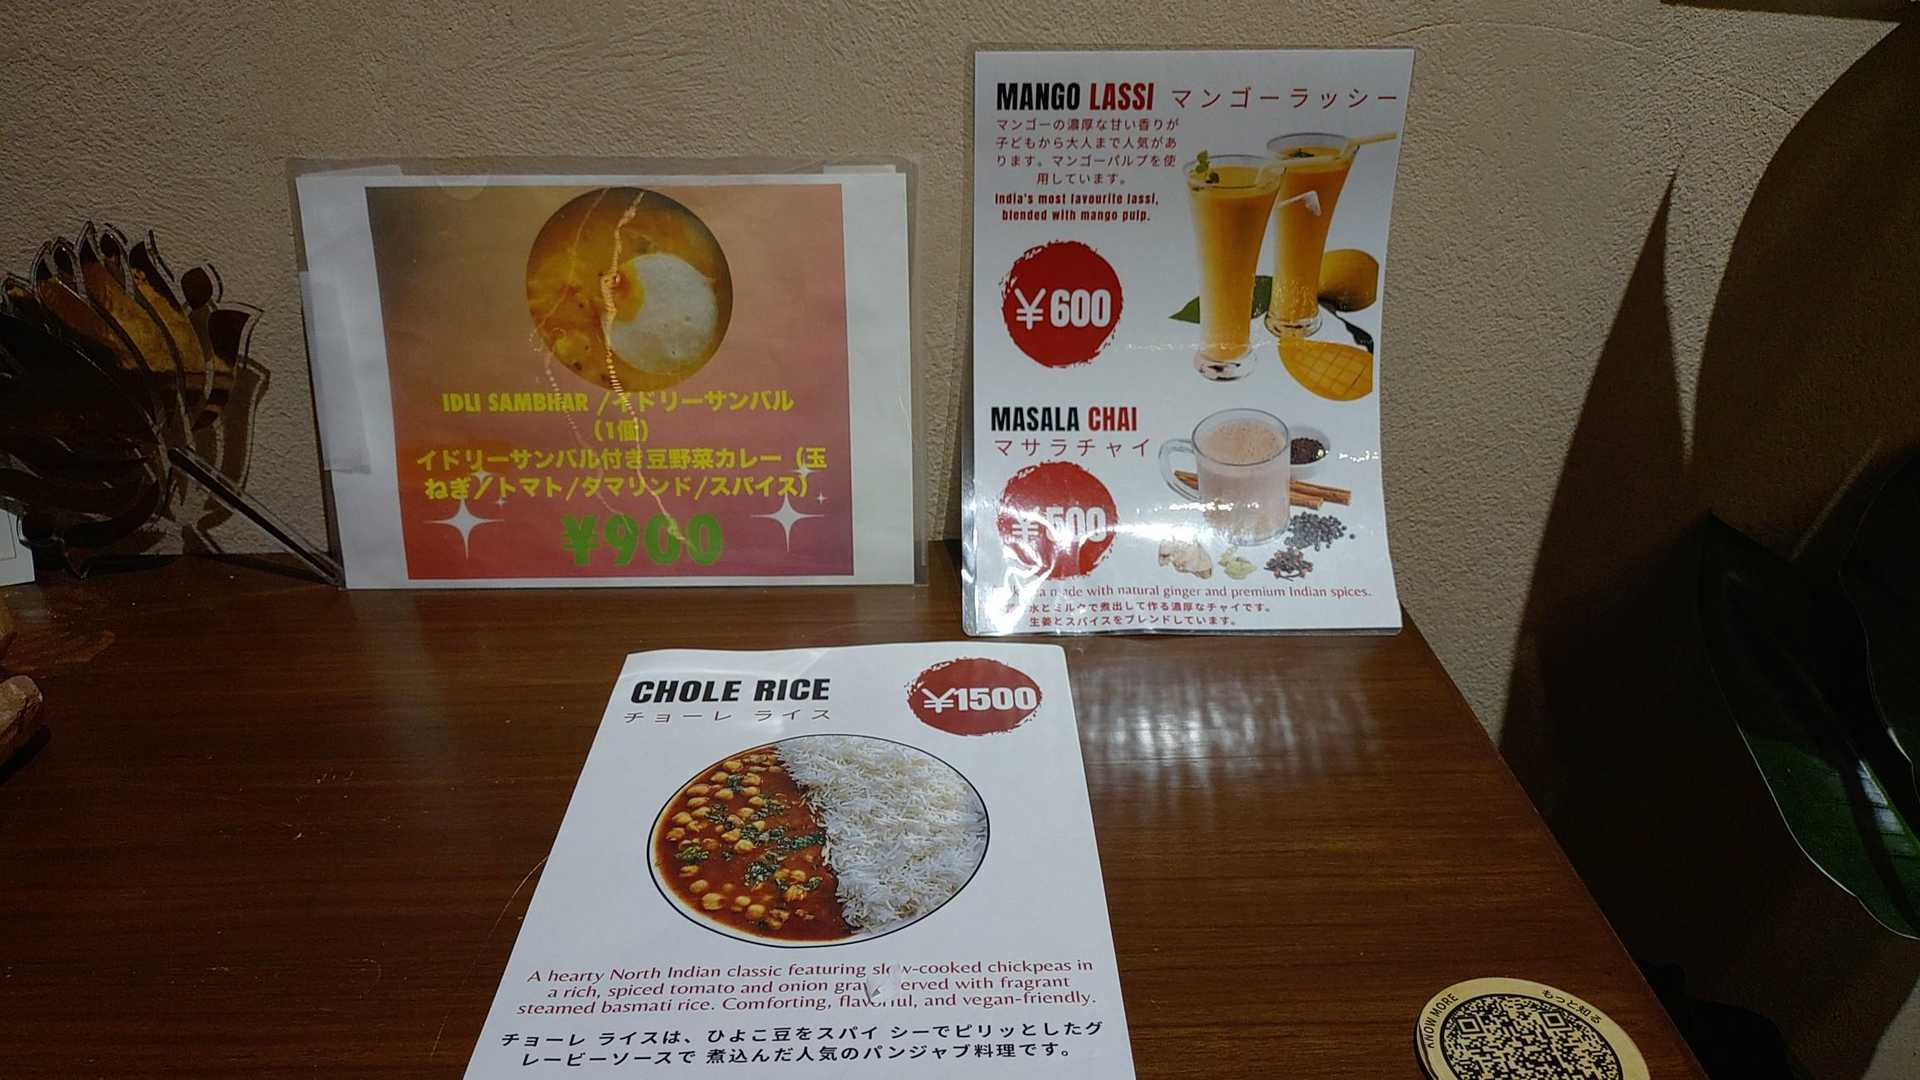 IDLI SAMBHAR /イドリーサンバル
(1個)
イドリーサンバル付き豆野菜カレー（玉
ねぎ/トマト/タマリンド/スパイス）
¥900
MANGO LASSI マンゴーラッシー
マンゴーの濃厚な甘い香りが
子どもから大人まで人気があ
ります。マンゴーパルプを使
用しています。
India's most favourite lassi,
blended with mango pulp.
¥600
MASALA CHAI
マサラチャイ
¥500
made with natural ginger and premium Indian spices.
水とミルクで煮出して作る濃厚なチャイです。
生姜とスパイスをブレンドしています。
CHOLE RICE
¥1500
チョーレ ライス
A hearty North Indian classic featuring slow-cooked chickpeas in
a rich, spiced tomato and onion served with fragrant
steamed basmati rice. Comforting, flavorful, and vegan-friendly.
チョーレ ライスは、ひよこ豆をスパイ シーでピリッとしたグ
レービーソースで 煮込んだ人気のパンジャブ料理です。
KNOW MORE
もっと知る